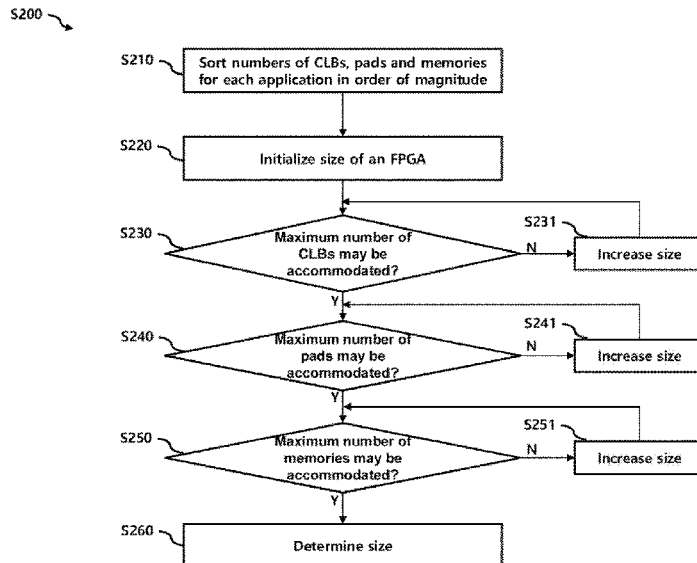 S200
S210
Sort numbers of CLBs, pads and memories
for each application in order of magnitude
S220
Initialize size of an FPGA
S230
Maximum number of
CLBs may be
accommodated?
N
S231
Increase size
Y
S240
Maximum number of
pads may be
accommodated?
N
S241
Increase size
Y
S250
Maximum number of
memories may be
accommodated?
N
S251
Increase size
Y
S260
Determine size